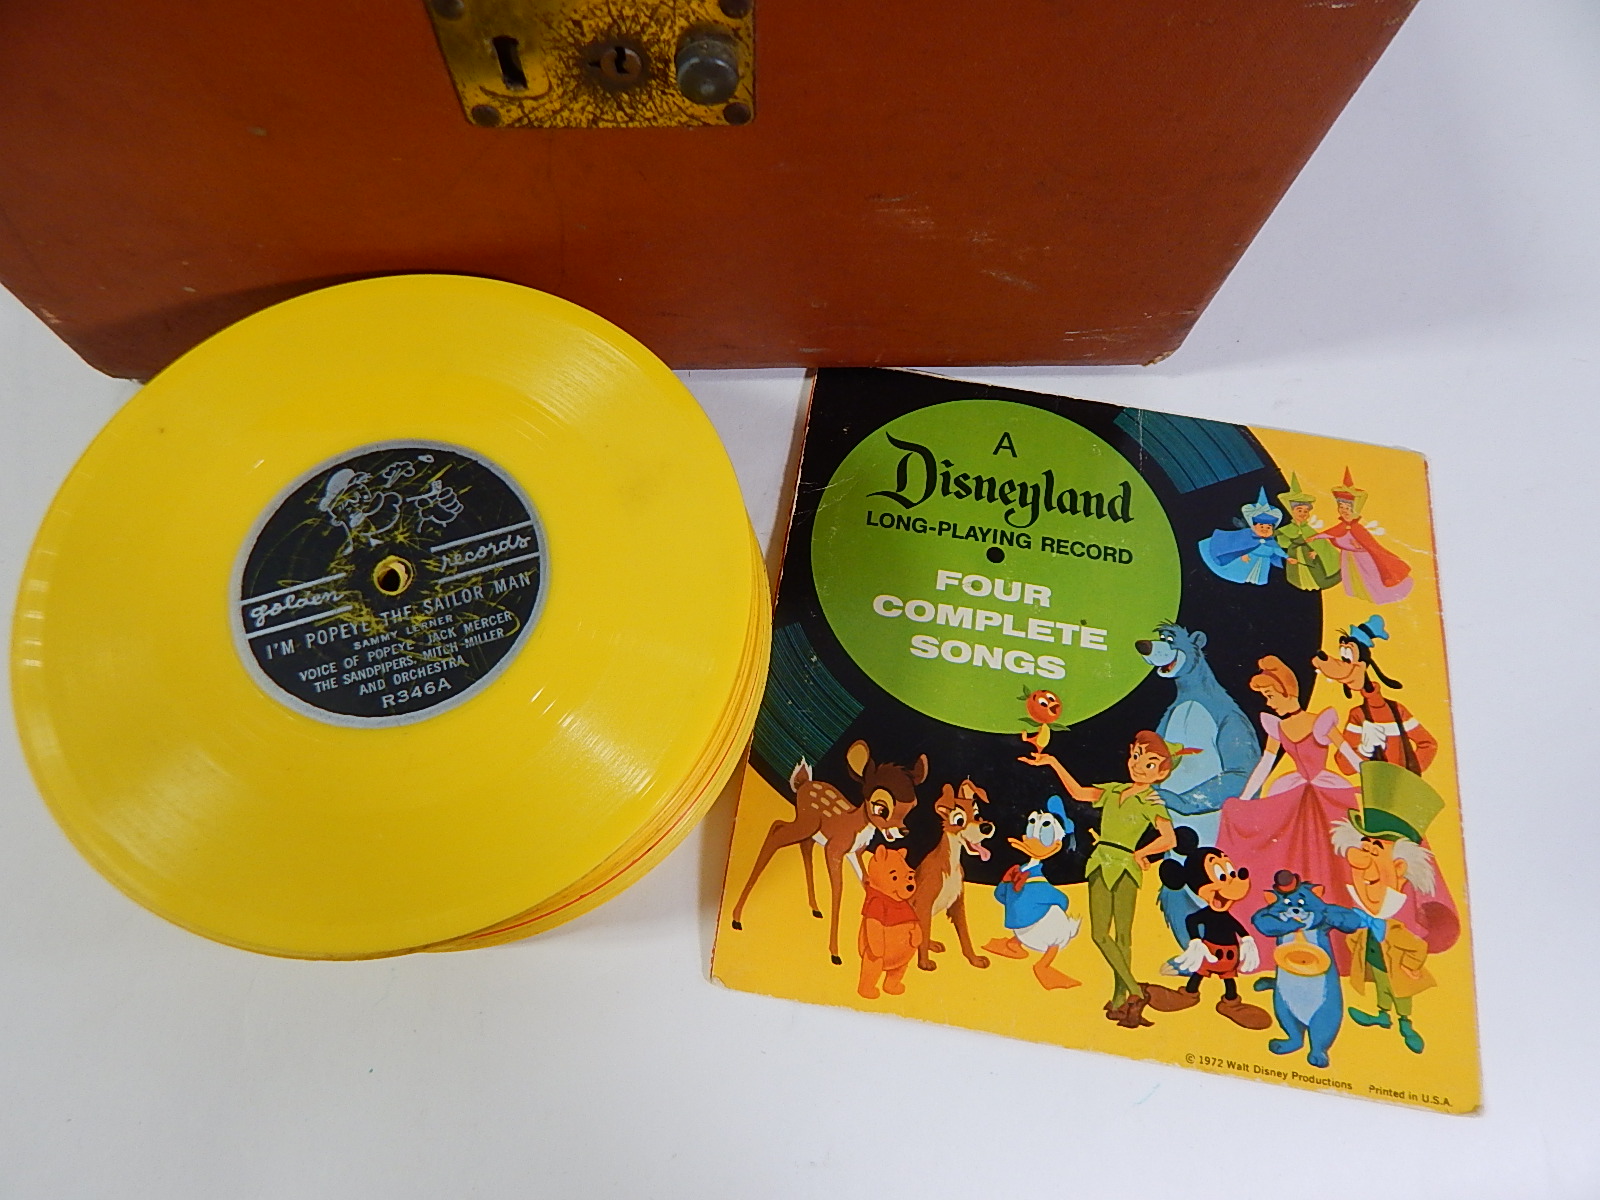 golden records
I'M POPEYE THE SAILOR MAN
SAMMY LERNER
VOICE OF POPEYE JACK MERCER
THE SANDPIPERS, MITCH MILLER
AND ORCHESTRA
R346A
A
Disneyland
LONG-PLAYING RECORD
FOUR
COMPLETE
SONGS
© 1972 Walt Disney Productions Printed in U.S.A.